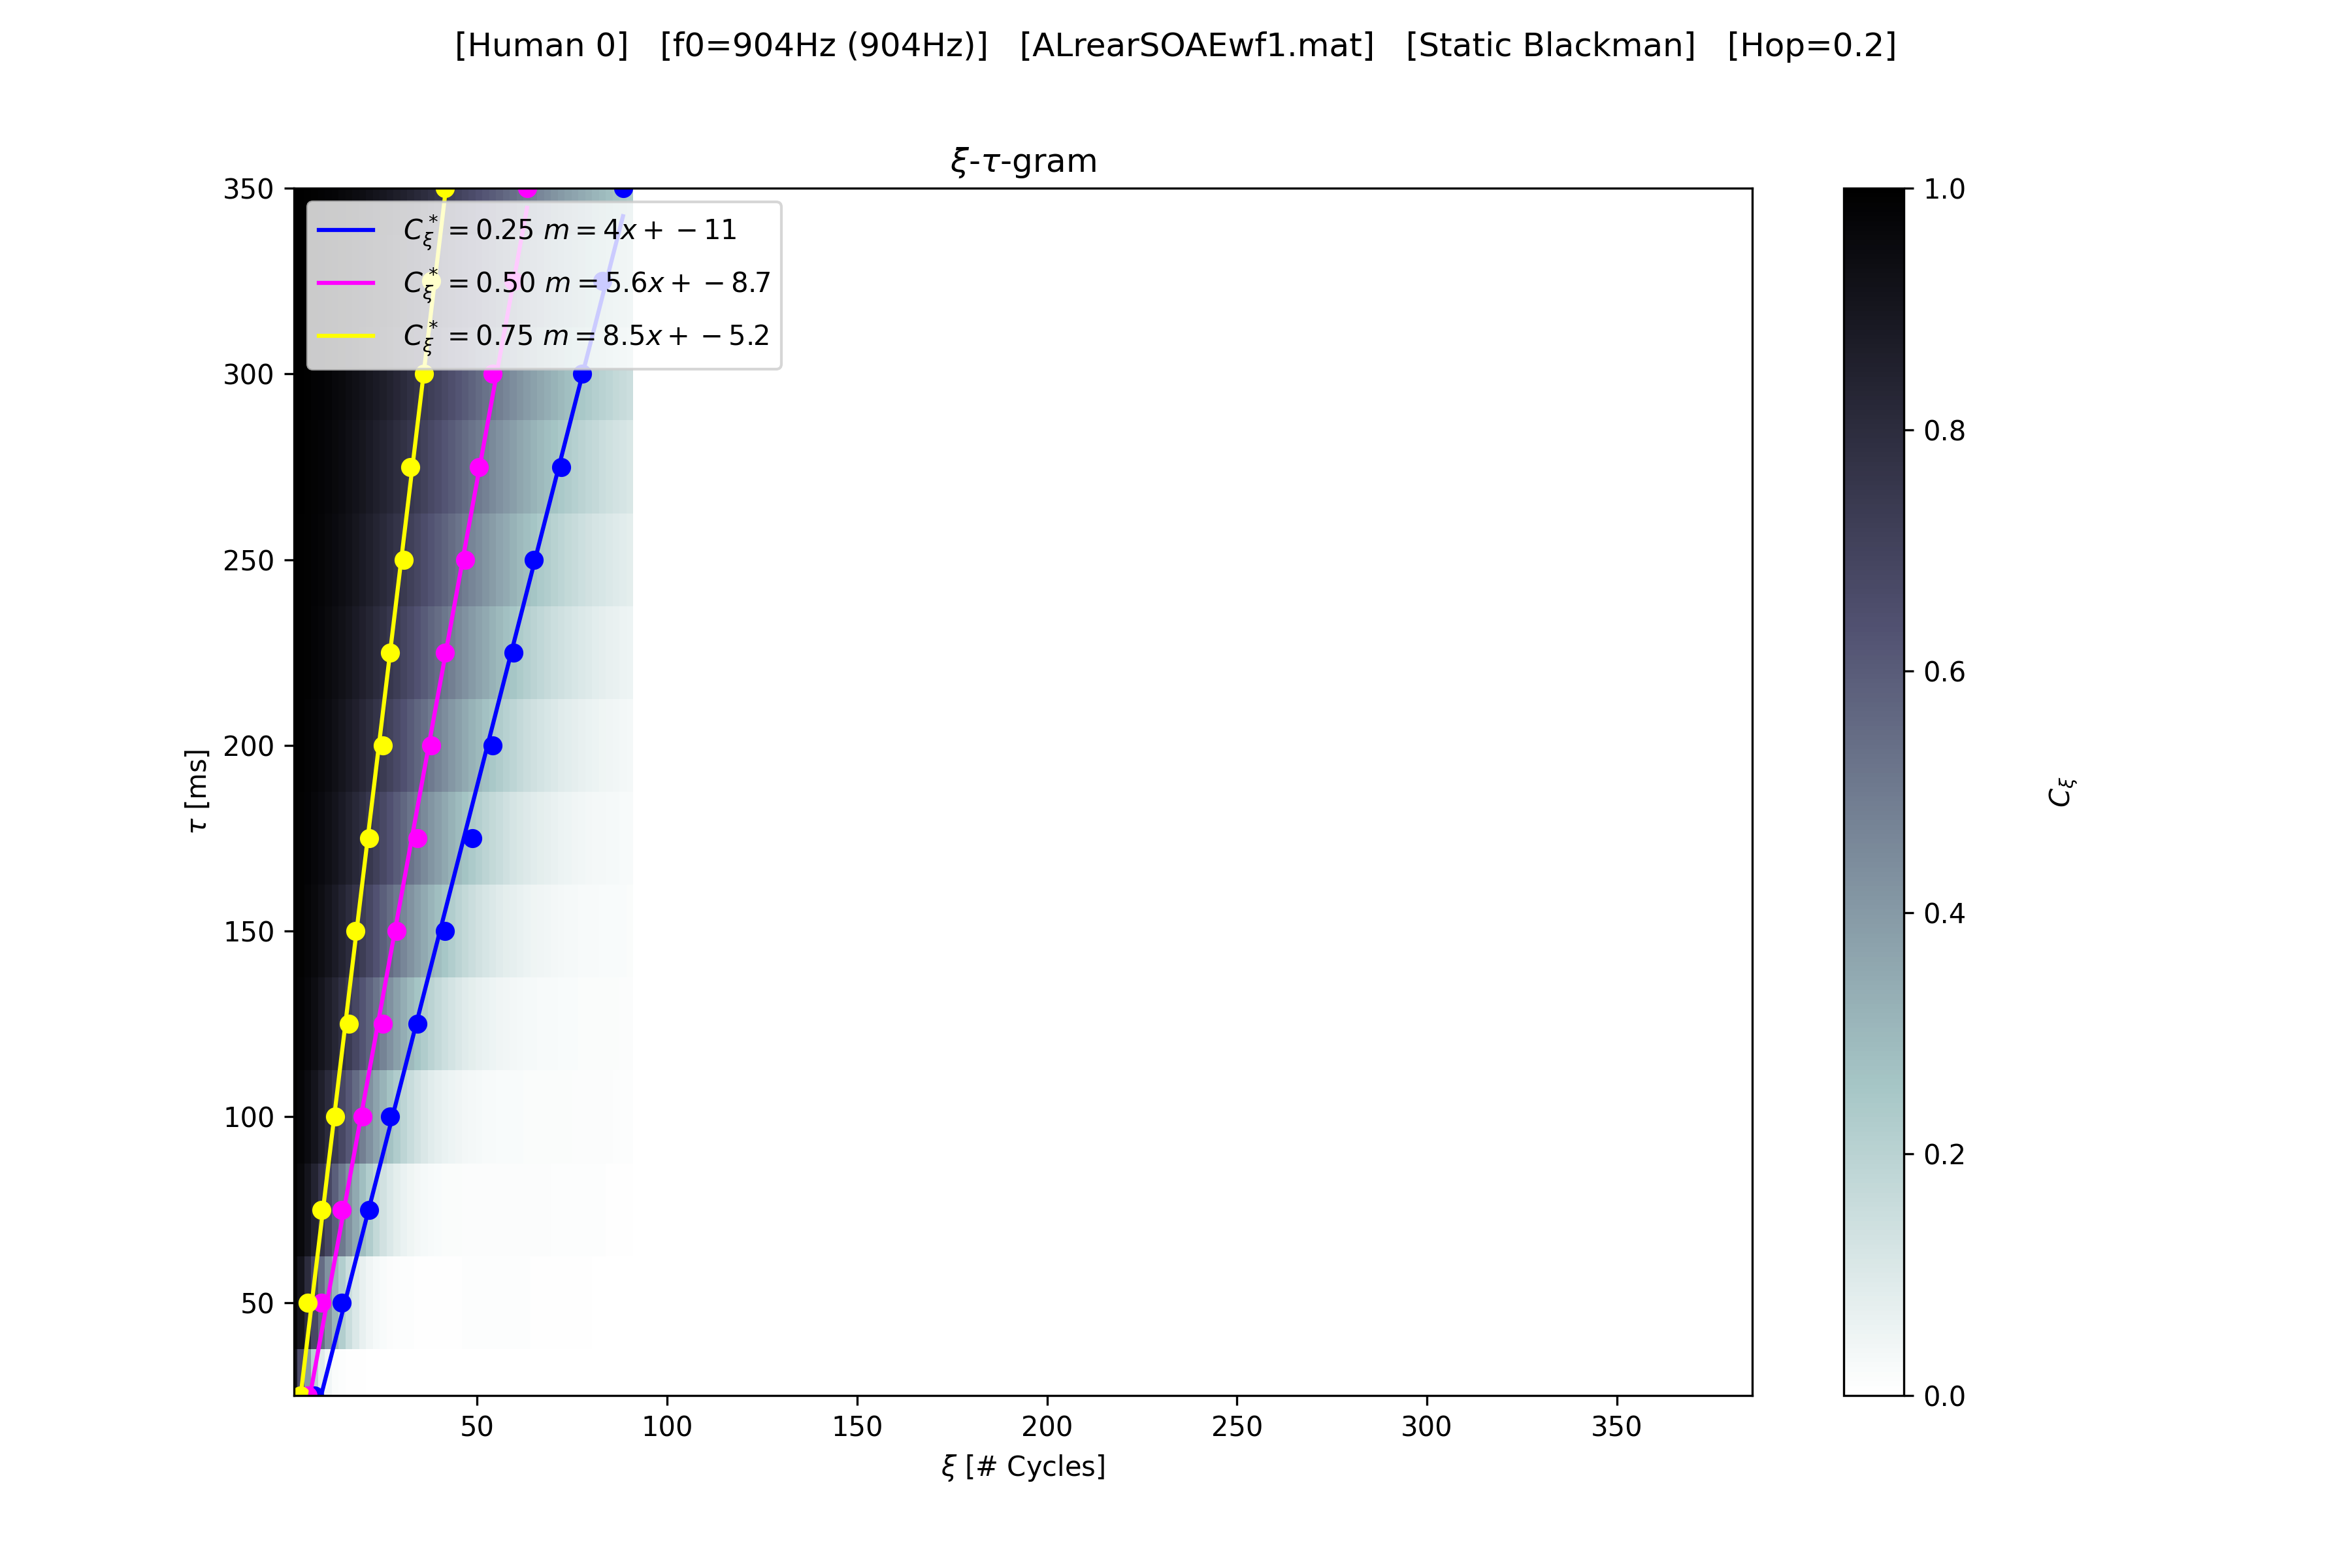 [Human 0]   [f0=904Hz (904Hz)]   [ALrearSOAEwf1.mat]   [Static Blackman]   [Hop=0.2]
ξ-τ-gram
C*ξ = 0.25 m = 4x + −11
C*ξ = 0.50 m = 5.6x + −8.7
C*ξ = 0.75 m = 8.5x + −5.2
350
300
250
200
150
100
50
τ [ms]
50 100 150 200 250 300 350
ξ [# Cycles]
1.0
0.8
0.6
0.4
0.2
0.0
Cξ